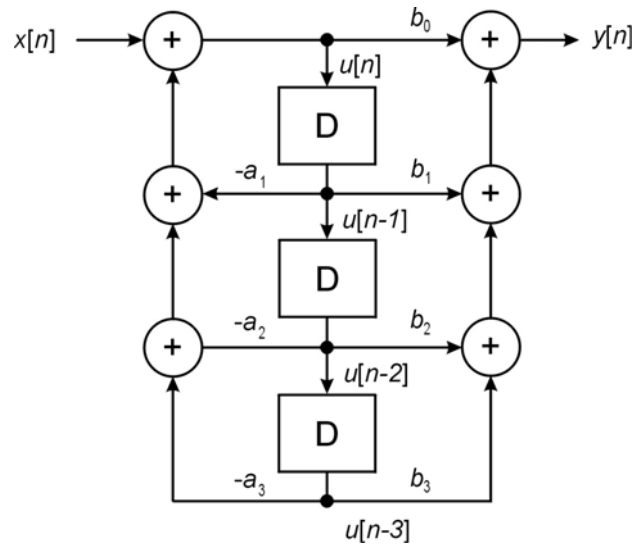 x[n] + b₀ + y[n]
u[n]
D
+ -a₁ b₁ +
u[n-1]
D
+ -a₂ b₂ +
u[n-2]
D
-a₃ b₃
u[n-3]